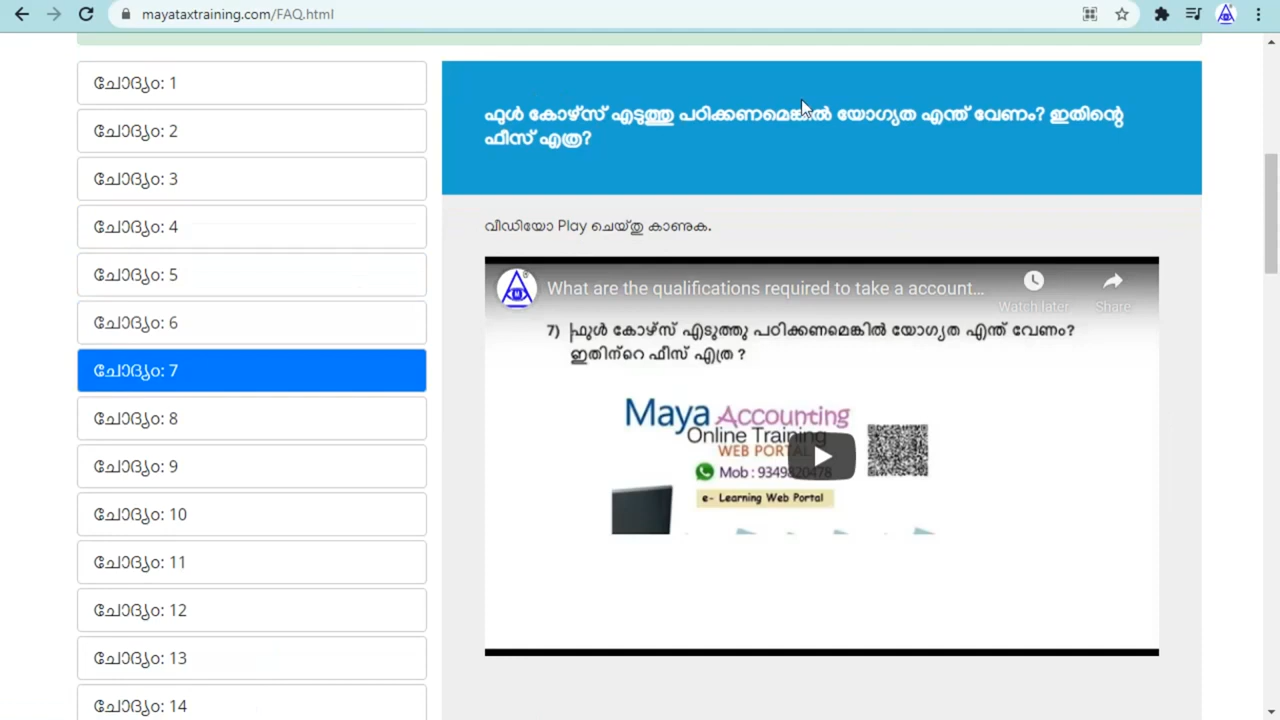 mayataxtraining.com/FAQ.html
ചോദ്യം: 1
ചോദ്യം: 2
ചോദ്യം: 3
ചോദ്യം: 4
ചോദ്യം: 5
ചോദ്യം: 6
ചോദ്യം: 7
ചോദ്യം: 8
ചോദ്യം: 9
ചോദ്യം: 10
ചോദ്യം: 11
ചോദ്യം: 12
ചോദ്യം: 13
ചോദ്യം: 14
ഫുൾ കോഴ്സ് എടുത്തു പഠിക്കണമെങ്കിൽ യോഗ്യത എന്ത് വേണം? ഇതിന്റെ
ഫീസ് എത്ര?
വീഡിയോ Play ചെയ്തു കാണുക.
What are the qualifications required to take a account...
Watch later
Share
7) ഫുൾ കോഴ്സ് എടുത്തു പഠിക്കണമെങ്കിൽ യോഗ്യത എന്ത് വേണം?
ഇതിന്റെ ഫീസ് എത്ര ?
Maya Accounting
Online Training
WEB PORTAL
Mob : 9349820478
e- Learning Web Portal